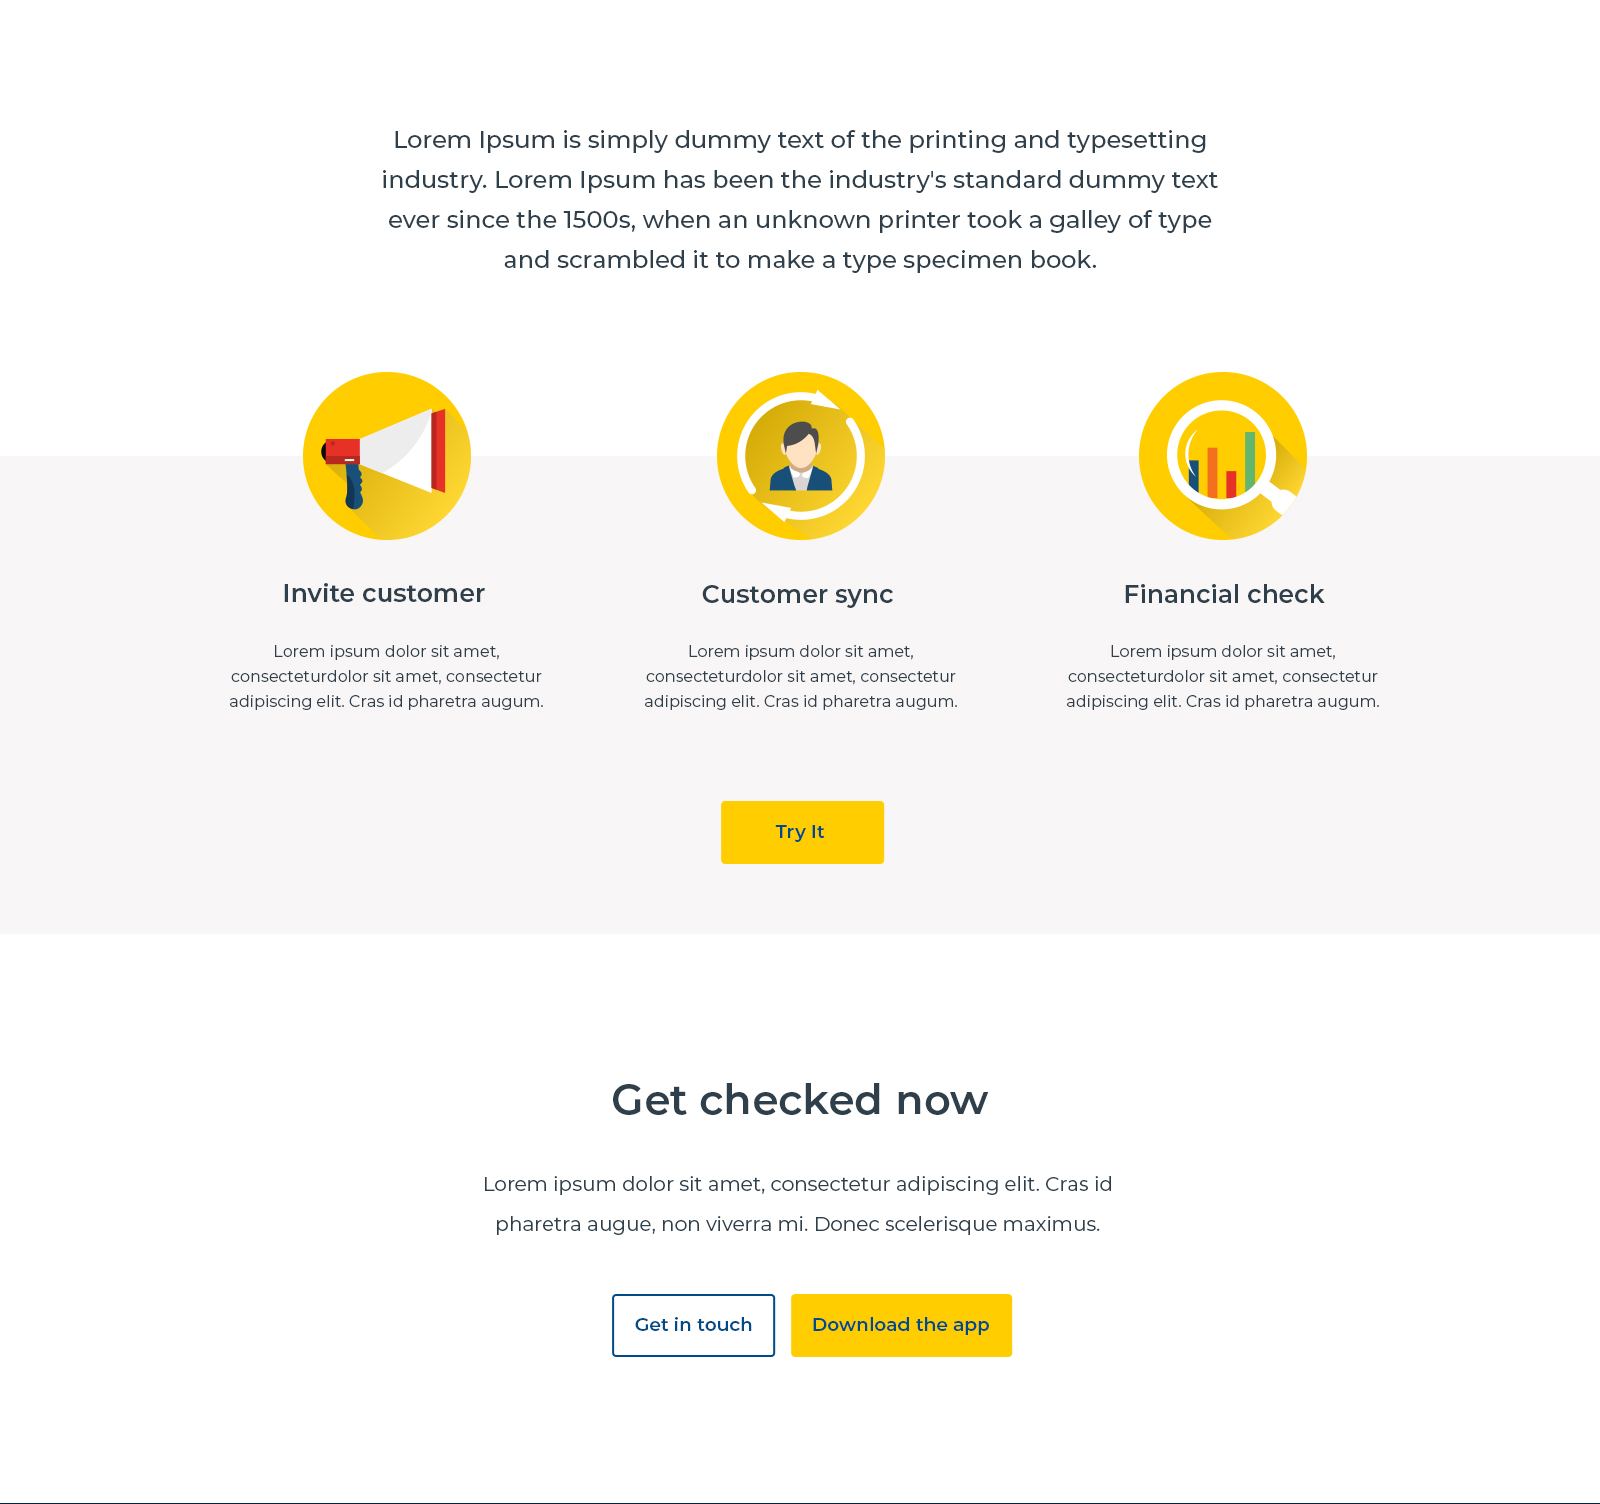 Lorem Ipsum is simply dummy text of the printing and typesetting
industry. Lorem Ipsum has been the industry's standard dummy text
ever since the 1500s, when an unknown printer took a galley of type
and scrambled it to make a type specimen book.
Invite customer
Lorem ipsum dolor sit amet,
consecteturdolor sit amet, consectetur
adipiscing elit. Cras id pharetra augum.
Customer sync
Lorem ipsum dolor sit amet,
consecteturdolor sit amet, consectetur
adipiscing elit. Cras id pharetra augum.
Financial check
Lorem ipsum dolor sit amet,
consecteturdolor sit amet, consectetur
adipiscing elit. Cras id pharetra augum.
Try It
Get checked now
Lorem ipsum dolor sit amet, consectetur adipiscing elit. Cras id
pharetra augue, non viverra mi. Donec scelerisque maximus.
Get in touch
Download the app